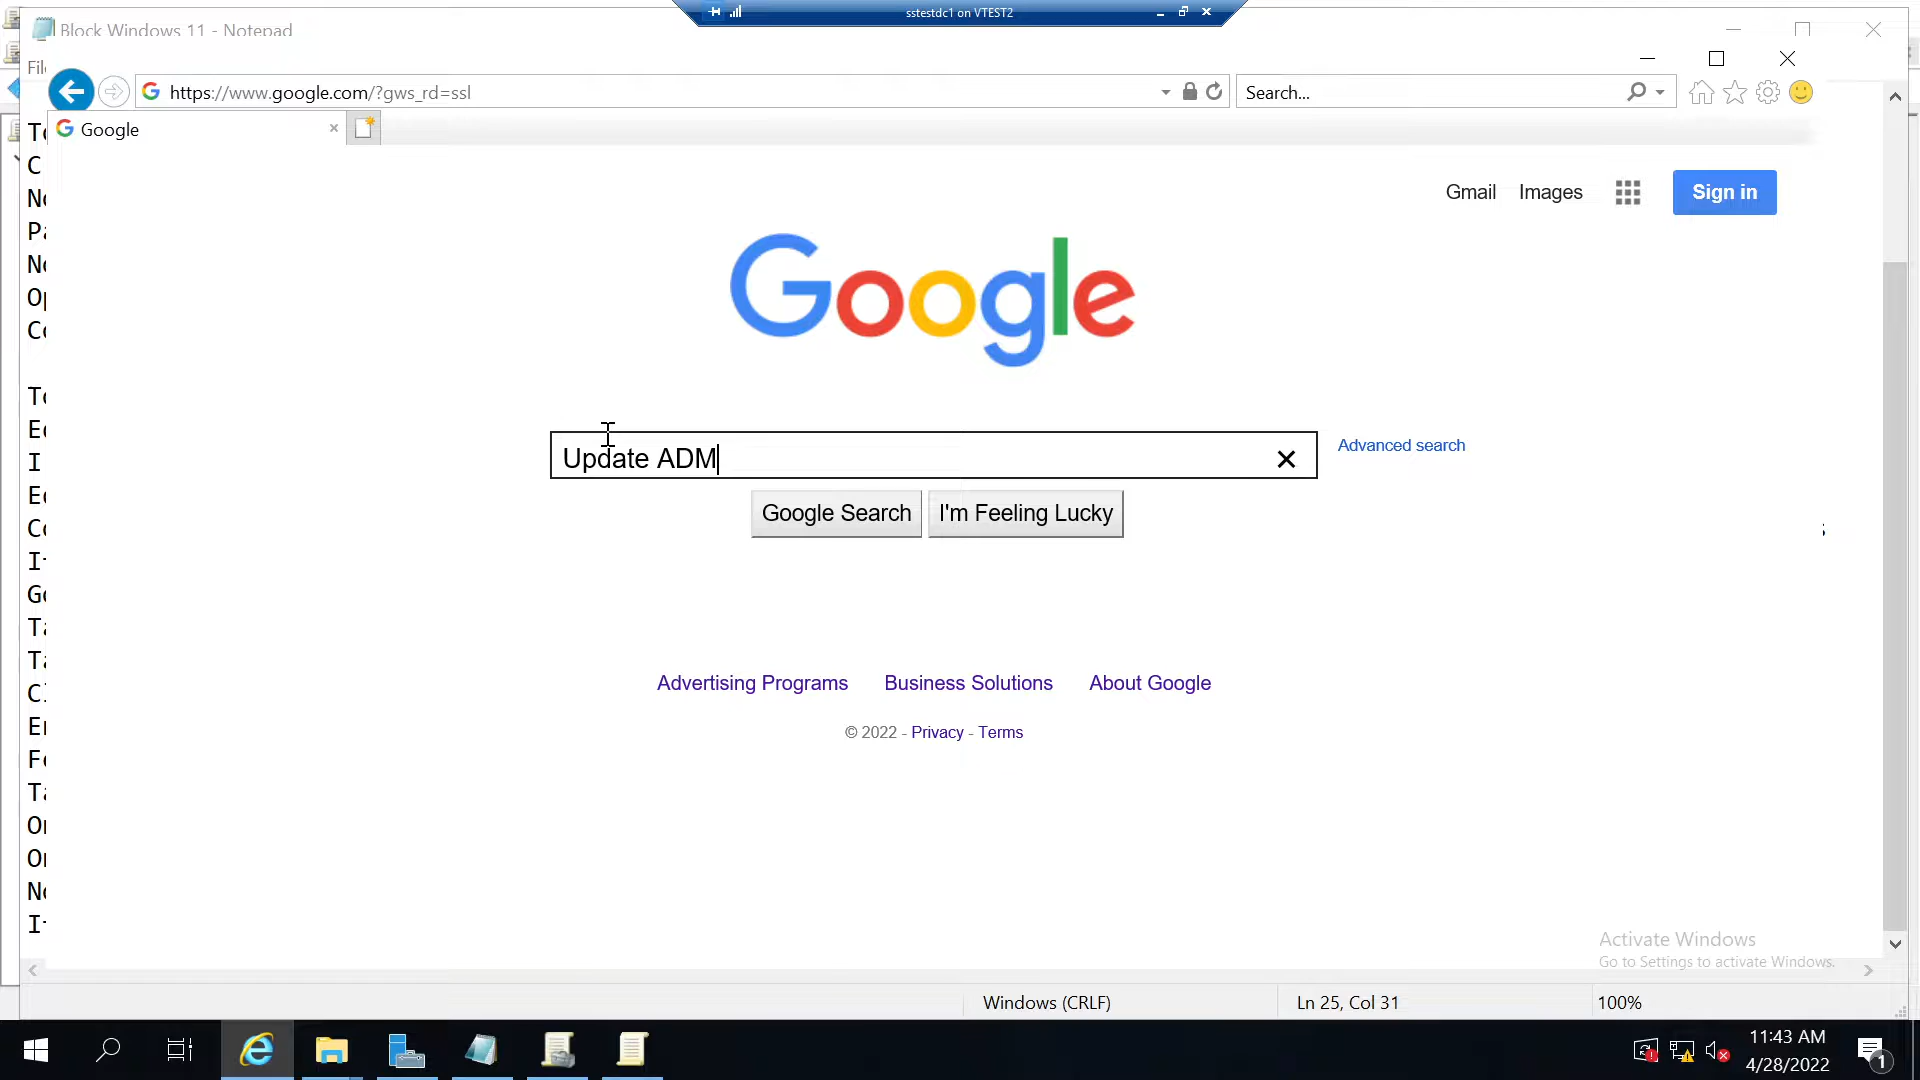 sstestdc1 on VTEST2
Block Windows 11 - Notepad
https://www.google.com/?gws_rd=ssl
Search...
Google
Gmail
Images
Sign in
Google
Update ADM
Advanced search
Google Search
I'm Feeling Lucky
Advertising Programs
Business Solutions
About Google
© 2022 - Privacy - Terms
Activate Windows
Go to Settings to activate Windows.
Windows (CRLF)
Ln 25, Col 31
100%
11:43 AM
4/28/2022
1